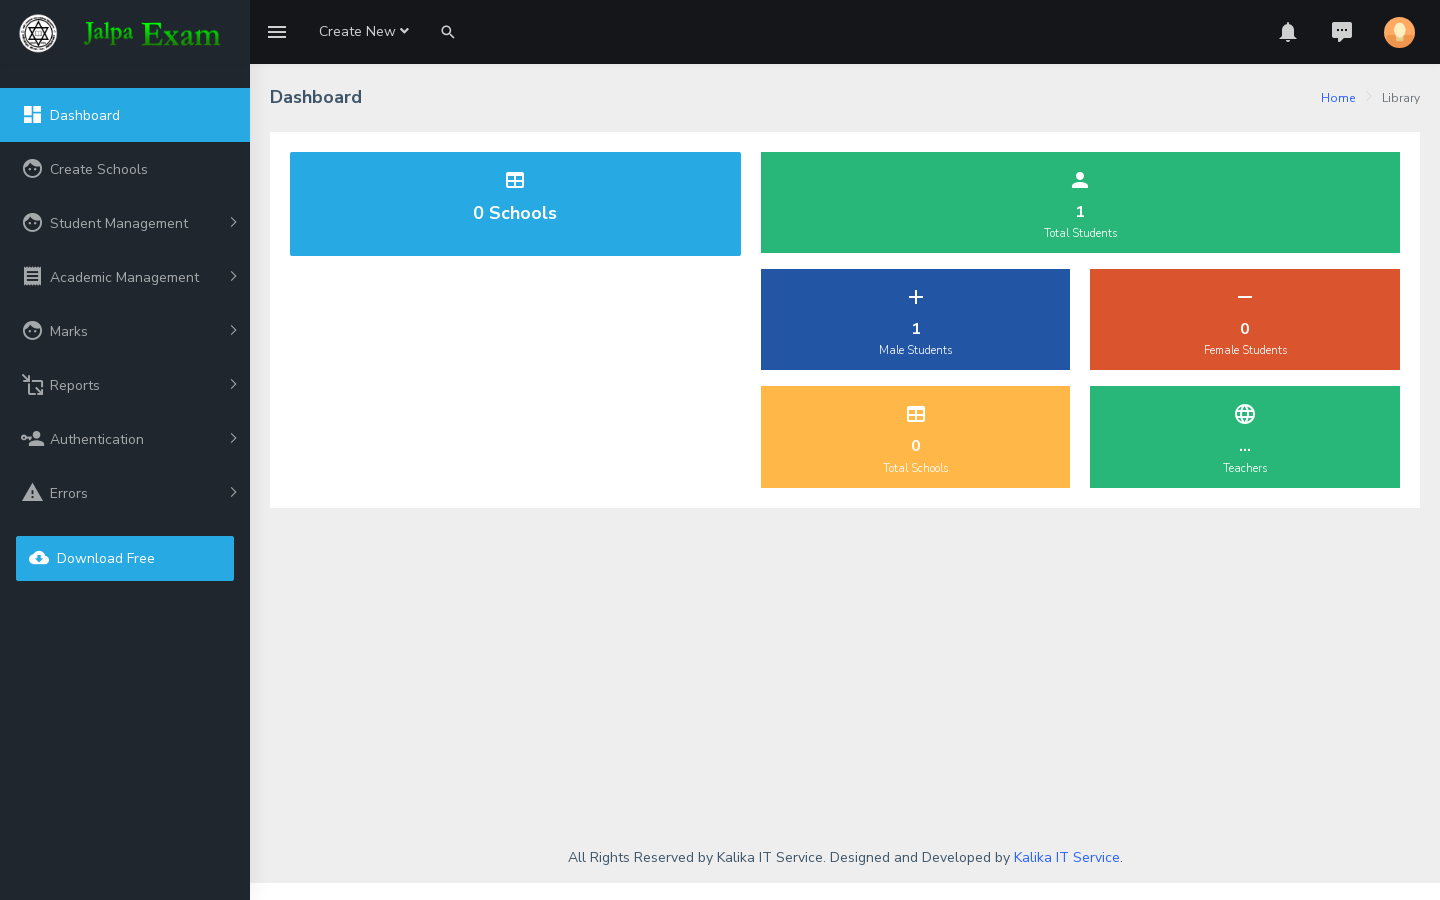 Jalpa Exam
Create New
Dashboard
Create Schools
Student Management
Academic Management
Marks
Reports
Authentication
Errors
Download Free
Dashboard
Home
Library
0 Schools
1
Total Students
1
Male Students
0
Female Students
0
Total Schools
...
Teachers
All Rights Reserved by Kalika IT Service. Designed and Developed by Kalika IT Service.